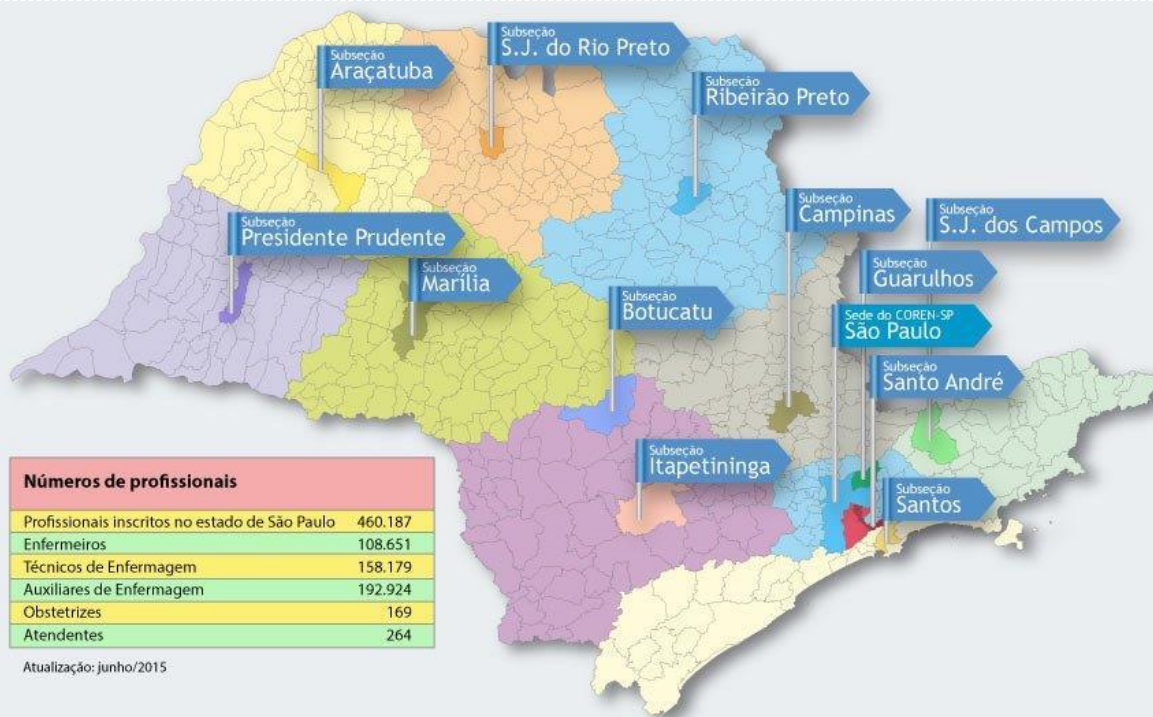 Subseção
Araçatuba
Subseção
S.J. do Rio Preto
Subseção
Ribeirão Preto
Subseção
Presidente Prudente
Subseção
Marília
Subseção
Campinas
Subseção
S.J. dos Campos
Subseção
Guarulhos
Subseção
Botucatu
Sede do COREN-SP
São Paulo
Subseção
Santo André
Subseção
Itapetininga
Subseção
Santos
Números de profissionais
Profissionais inscritos no estado de São Paulo 460.187
Enfermeiros 108.651
Técnicos de Enfermagem 158.179
Auxiliares de Enfermagem 192.924
Obstetrizes 169
Atendentes 264
Atualização: junho/2015